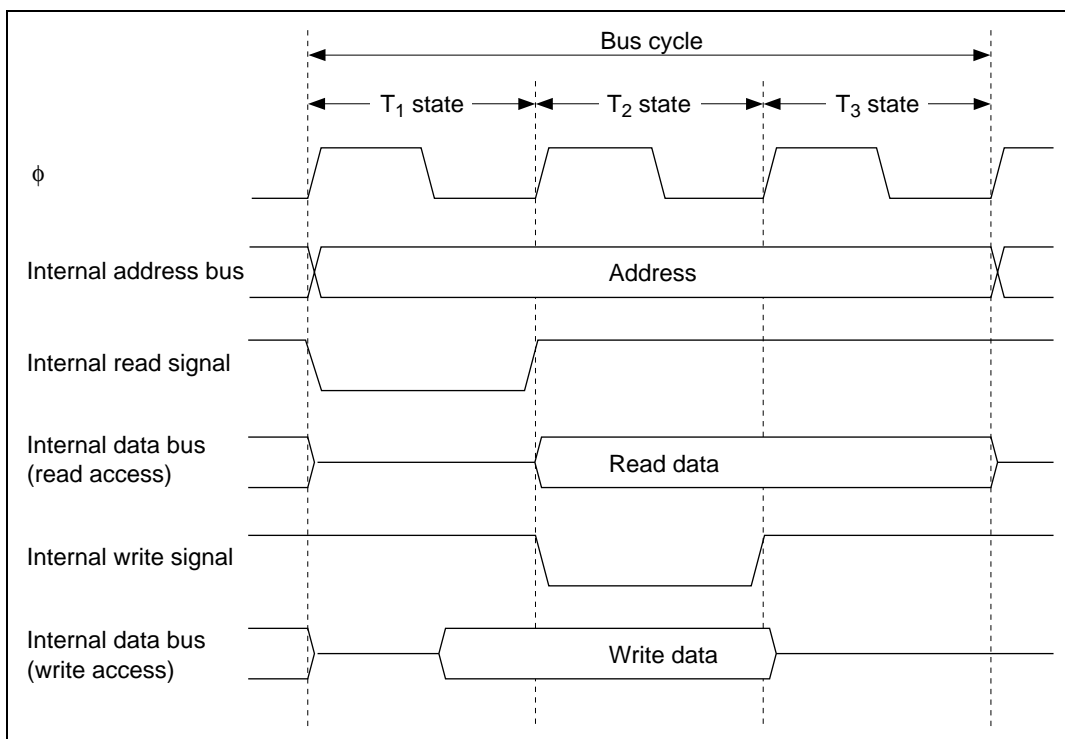 Bus cycle
T₁ state
T₂ state
T₃ state
ϕ
Internal address bus
Address
Internal read signal
Internal data bus
(read access)
Read data
Internal write signal
Internal data bus
(write access)
Write data